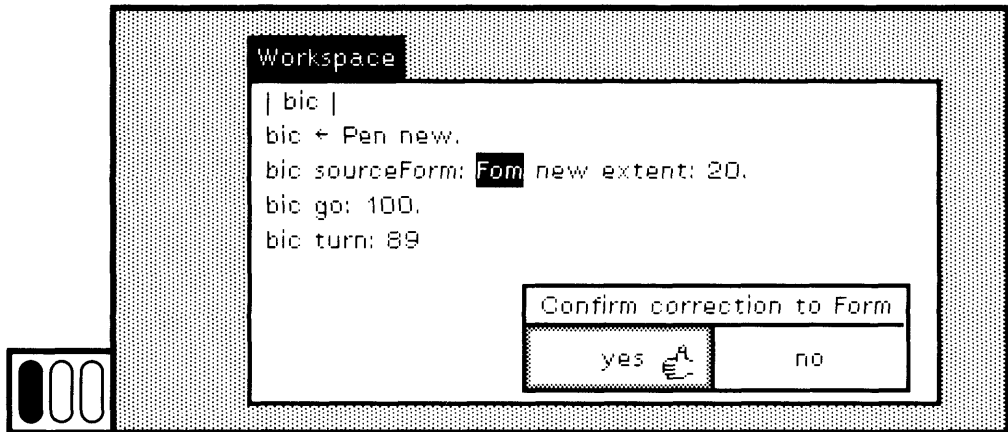 Workspace
| bic |
bic ← Pen new.
bic sourceForm: Fom new extent: 20.
bic go: 100.
bic turn: 89
Confirm correction to Form
yes
no